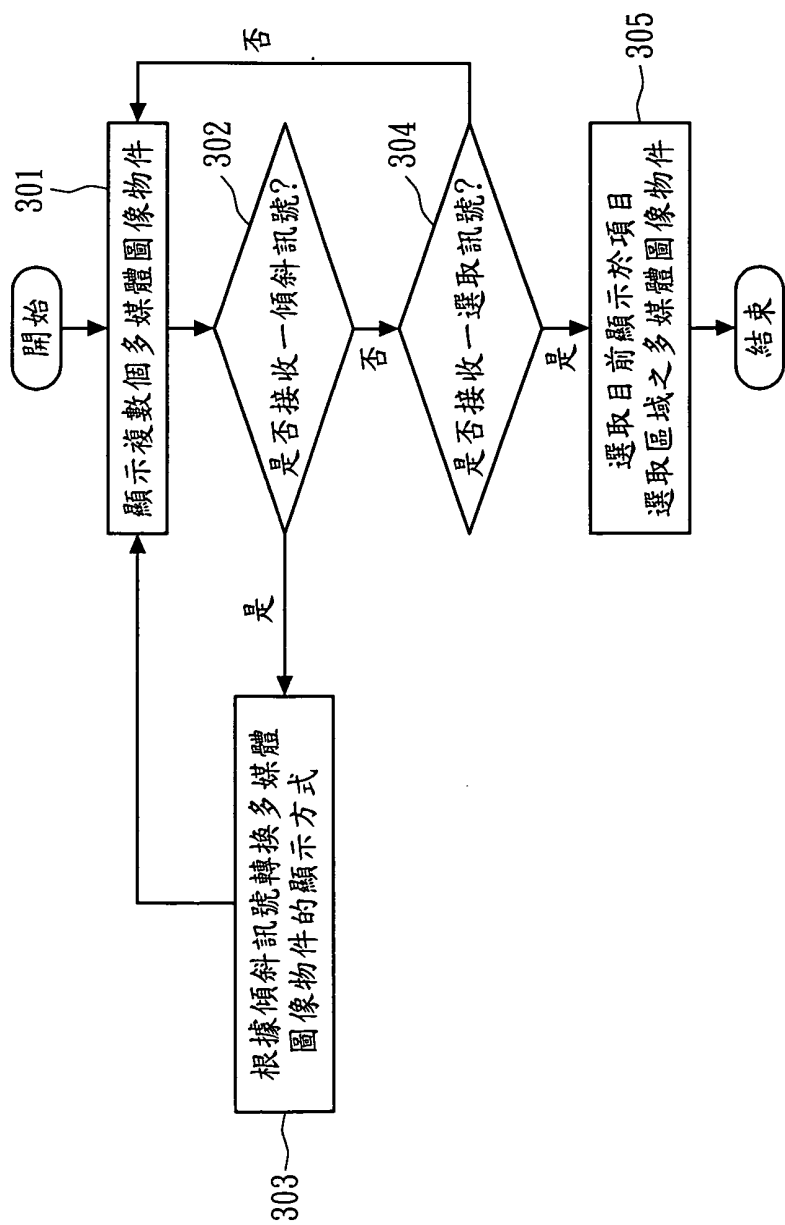 開始
301
顯示複數個多媒體圖像物件
302
是否接收一傾斜訊號?
是
否
303
根據傾斜訊號轉換多媒體
圖像物件的顯示方式
304
是否接收一選取訊號?
否
是
305
選取目前顯示於項目
選取區域之多媒體圖像物件
結束